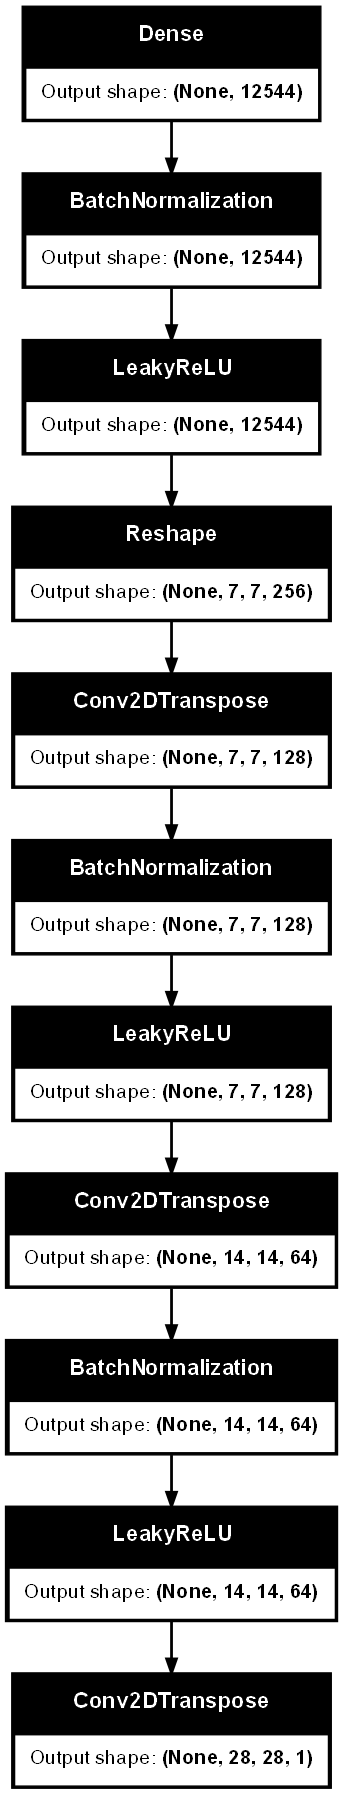 Dense
Output shape: (None, 12544)
BatchNormalization
Output shape: (None, 12544)
LeakyReLU
Output shape: (None, 12544)
Reshape
Output shape: (None, 7, 7, 256)
Conv2DTranspose
Output shape: (None, 7, 7, 128)
BatchNormalization
Output shape: (None, 7, 7, 128)
LeakyReLU
Output shape: (None, 7, 7, 128)
Conv2DTranspose
Output shape: (None, 14, 14, 64)
BatchNormalization
Output shape: (None, 14, 14, 64)
LeakyReLU
Output shape: (None, 14, 14, 64)
Conv2DTranspose
Output shape: (None, 28, 28, 1)